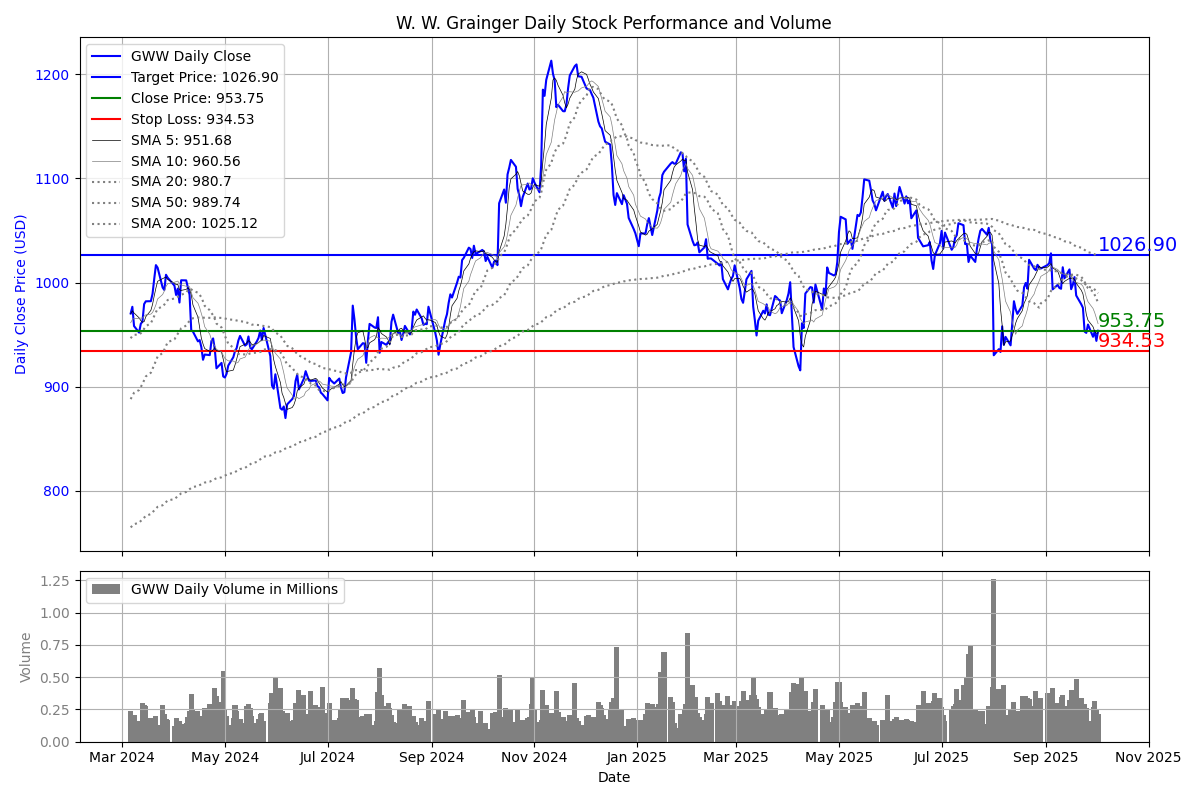 W. W. Grainger Daily Stock Performance and Volume
GWW Daily Close
Target Price: 1026.90
Close Price: 953.75
Stop Loss: 934.53
SMA 5: 951.68
SMA 10: 960.56
SMA 20: 980.7
SMA 50: 989.74
SMA 200: 1025.12
Daily Close Price (USD)
1200
1100
1000
900
800
1026.90
953.75
934.53
GWW Daily Volume in Millions
Volume
1.25
1.00
0.75
0.50
0.25
0.00
Mar 2024 May 2024 Jul 2024 Sep 2024 Nov 2024 Jan 2025 Mar 2025 May 2025 Jul 2025 Sep 2025 Nov 2025
Date